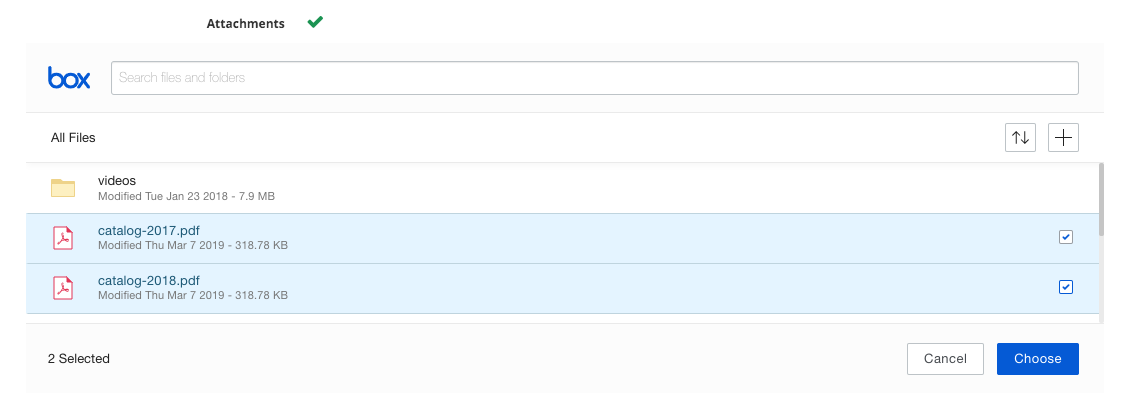 Attachments
box
Search files and folders
All Files
videos
Modified Tue Jan 23 2018 - 7.9 MB
catalog-2017.pdf
Modified Thu Mar 7 2019 - 318.78 KB
catalog-2018.pdf
Modified Thu Mar 7 2019 - 318.78 KB
2 Selected
Cancel
Choose